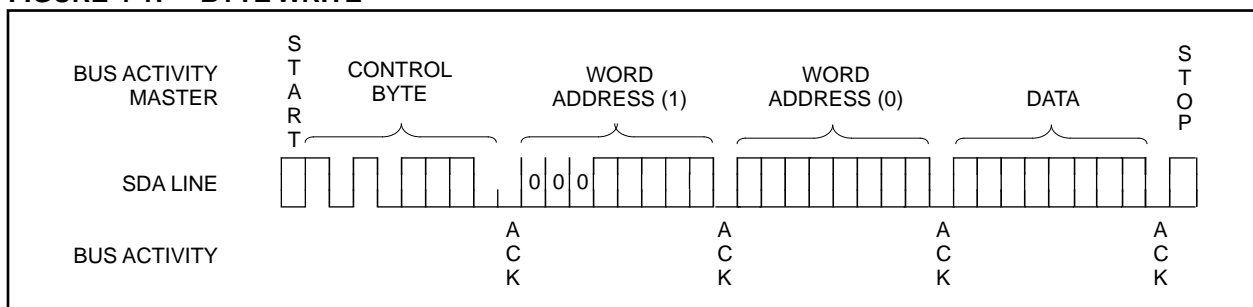 FIGURE 4-1: BYTE WRITE
START
BUS ACTIVITY
MASTER
CONTROL
BYTE
WORD
ADDRESS (1)
WORD
ADDRESS (0)
DATA
STOP
SDA LINE
0 0 0
BUS ACTIVITY
ACK
ACK
ACK
ACK